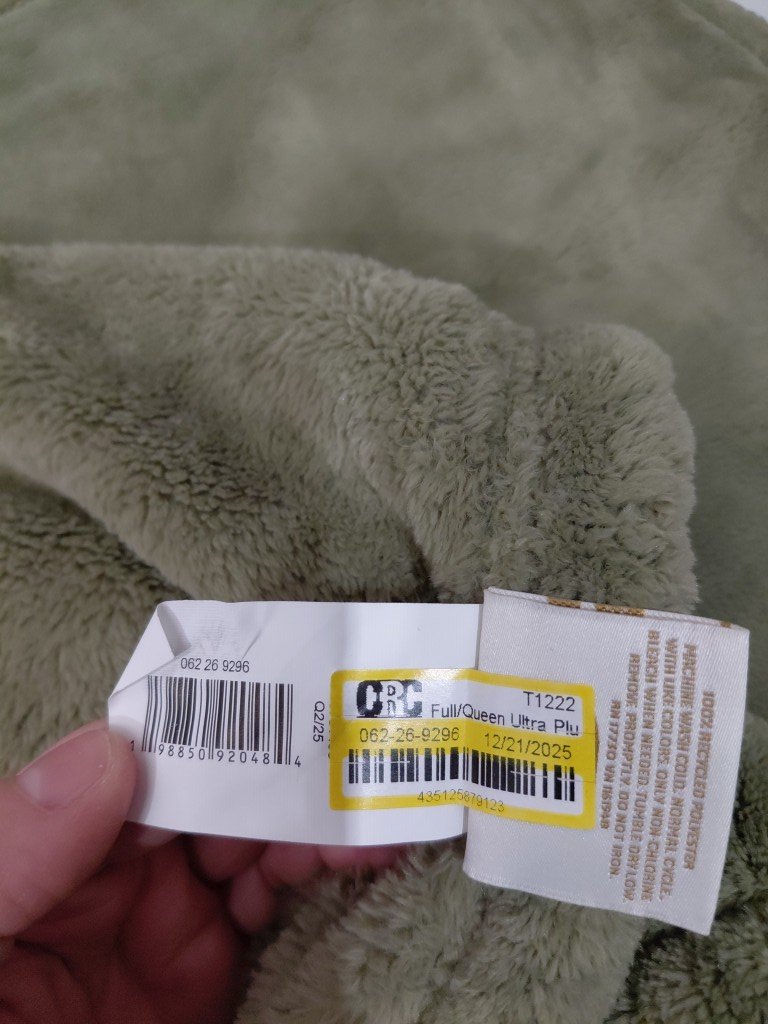 062 26 9296
1 98850 92048 4
Q2/25
CRC
T1222
Full/Queen Ultra Plu
062-26-9296 12/21/2025
435125879123
100% RECYCLED POLYESTER
MACHINE WASH COLD, NORMAL CYCLE,
WITH LIKE COLORS. ONLY NON-CHLORINE
BLEACH WHEN NEEDED. TUMBLE DRY LOW,
REMOVE PROMPTLY. DO NOT IRON